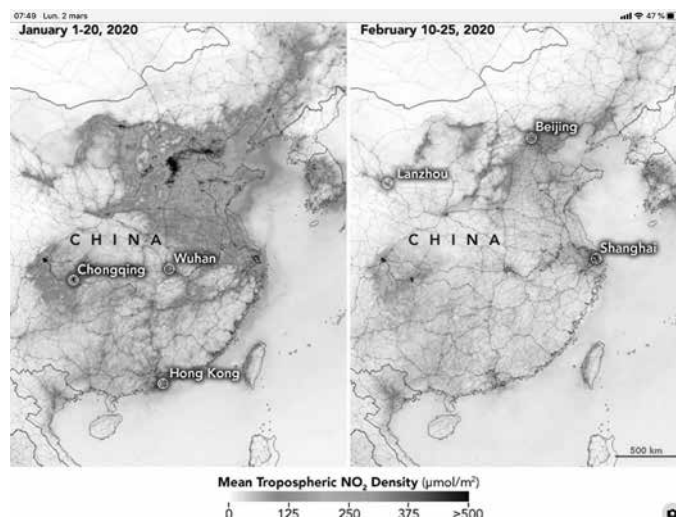 07:49 Lun. 2 mars
47 %
January 1-20, 2020
February 10-25, 2020
Beijing
Lanzhou
CHINA
CHINA
Wuhan
Shanghai
Chongqing
Hong Kong
500 km
Mean Tropospheric NO₂ Density (μmol/m²)
0 125 250 375 ≥500